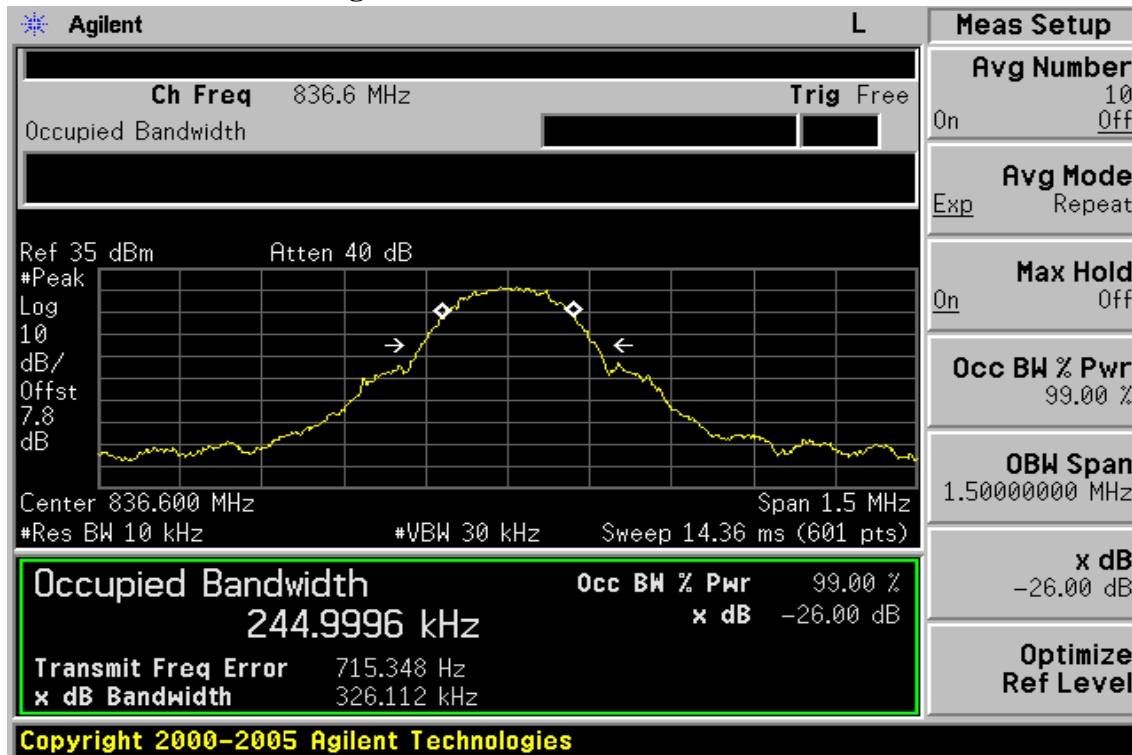 Agilent L Meas Setup
Ch Freq 836.6 MHz Trig Free
Occupied Bandwidth
Avg Number
10
On Off
Avg Mode
Exp Repeat
Max Hold
On Off
Occ BW % Pwr
99.00 %
OBW Span
1.50000000 MHz
x dB
-26.00 dB
Optimize
Ref Level
Ref 35 dBm Atten 40 dB
#Peak
Log
10
dB/
Offst
7.8
dB
Center 836.600 MHz Span 1.5 MHz
#Res BW 10 kHz #VBW 30 kHz Sweep 14.36 ms (601 pts)
Occupied Bandwidth Occ BW % Pwr 99.00 %
244.9996 kHz x dB -26.00 dB
Transmit Freq Error 715.348 Hz
x dB Bandwidth 326.112 kHz
Copyright 2000-2005 Agilent Technologies